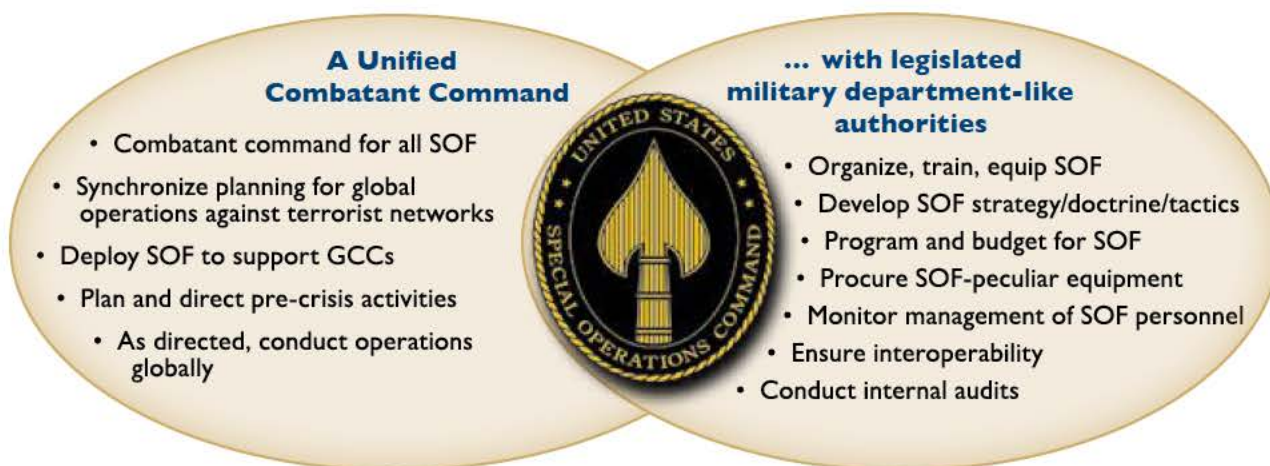 A Unified
Combatant Command
• Combatant command for all SOF
• Synchronize planning for global
operations against terrorist networks
• Deploy SOF to support GCCs
• Plan and direct pre-crisis activities
• As directed, conduct operations
globally
UNITED STATES
SPECIAL OPERATIONS COMMAND
... with legislated
military department-like
authorities
• Organize, train, equip SOF
• Develop SOF strategy/doctrine/tactics
• Program and budget for SOF
• Procure SOF-peculiar equipment
• Monitor management of SOF personnel
• Ensure interoperability
• Conduct internal audits